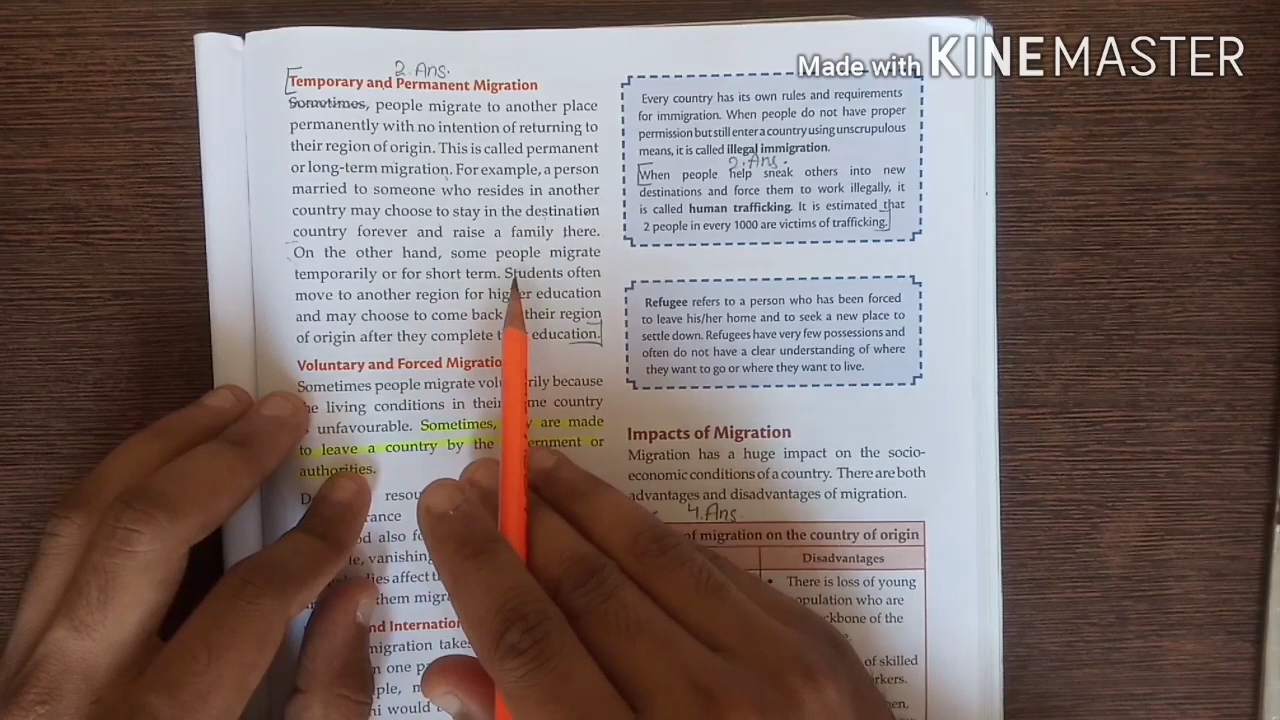 Made with KINEMASTER
2. Ans.
Temporary and Permanent Migration
Sometimes, people migrate to another place
permanently with no intention of returning to
their region of origin. This is called permanent
or long-term migration. For example, a person
married to someone who resides in another
country may choose to stay in the destination
country forever and raise a family there.
On the other hand, some people migrate
temporarily or for short term. Students often
move to another region for higher education
and may choose to come back their region
of origin after they complete education.
Voluntary and Forced Migratio
Sometimes people migrate because
living conditions in their country
unfavourable. Sometimes, are made
to leave a country by the or
authorities.
also
vanishing
affect
them
nd Internation
migration takes
would
Every country has its own rules and requirements
for immigration. When people do not have proper
permission but still enter a country using unscrupulous
means, it is called illegal immigration.
2. Ans.
When people help sneak others into new
destinations and force them to work illegally, it
is called human trafficking. It is estimated that
2 people in every 1000 are victims of trafficking.
Refugee refers to a person who has been forced
to leave his/her home and to seek a new place to
settle down. Refugees have very few possessions and
often do not have a clear understanding of where
they want to go or where they want to live.
Impacts of Migration
Migration has a huge impact on the socio-
economic conditions of a country. There are both
advantages and disadvantages of migration.
4. Ans.
of migration on the country of origin
Disadvantages
• There is loss of young
population who are
of the
of skilled